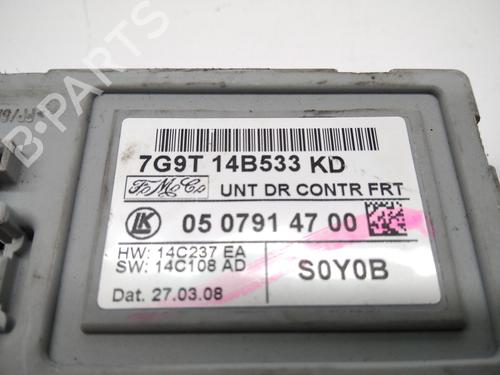 B-PARTS
7G9T 14B533 KD
FoMoCo UNT DR CONTR FRT
LK 05 0791 47 00
HW: 14C237 EA
SW: 14C108 AD S0Y0B
Dat. 27.03.08